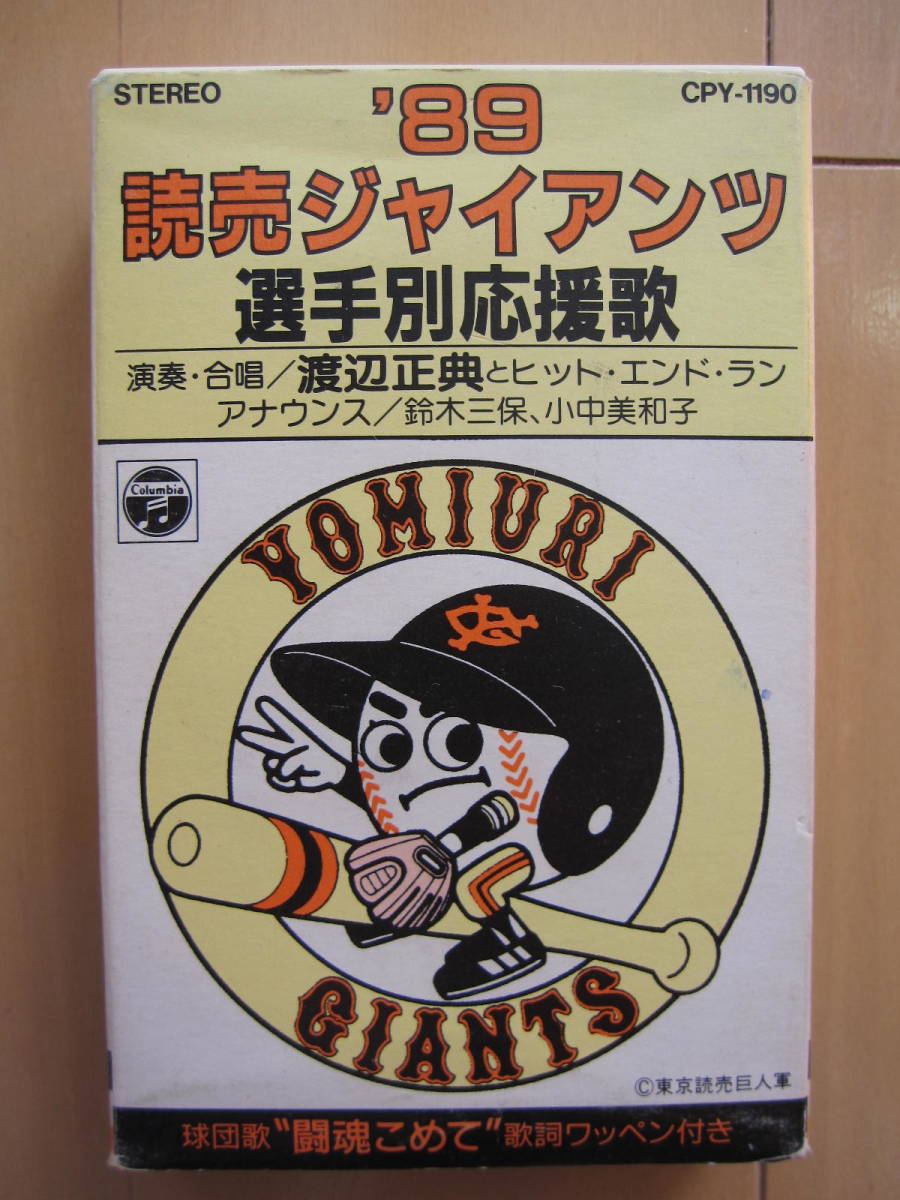 STEREO
CPY-1190
'89
読売ジャイアンツ
選手別応援歌
演奏・合唱／渡辺正典とヒット・エンド・ラン
アナウンス／鈴木三保、小中美和子
Columbia
YOMIURI
GIANTS
©東京読売巨人軍
球団歌"闘魂こめて"歌詞ワッペン付き